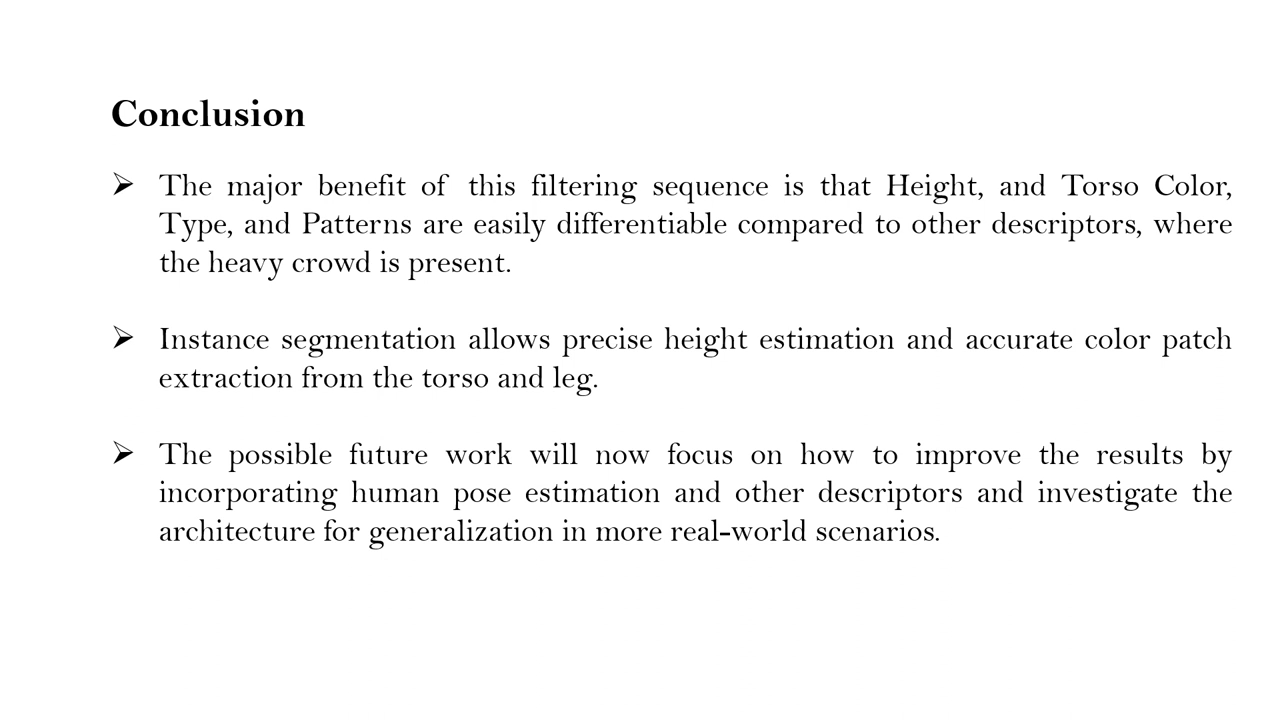 Conclusion
➢ The major benefit of this filtering sequence is that Height, and Torso Color,
Type, and Patterns are easily differentiable compared to other descriptors, where
the heavy crowd is present.
➢ Instance segmentation allows precise height estimation and accurate color patch
extraction from the torso and leg.
➢ The possible future work will now focus on how to improve the results by
incorporating human pose estimation and other descriptors and investigate the
architecture for generalization in more real-world scenarios.